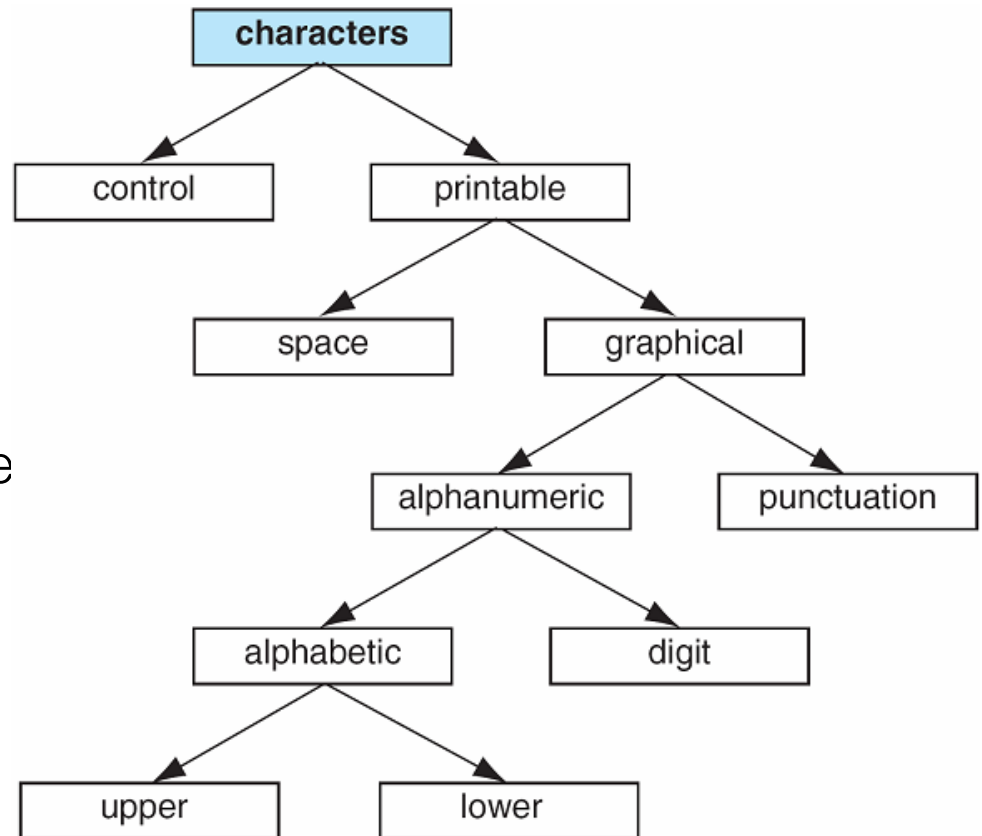 characters
control printable
space graphical
e
alphanumeric punctuation
alphabetic digit
upper lower